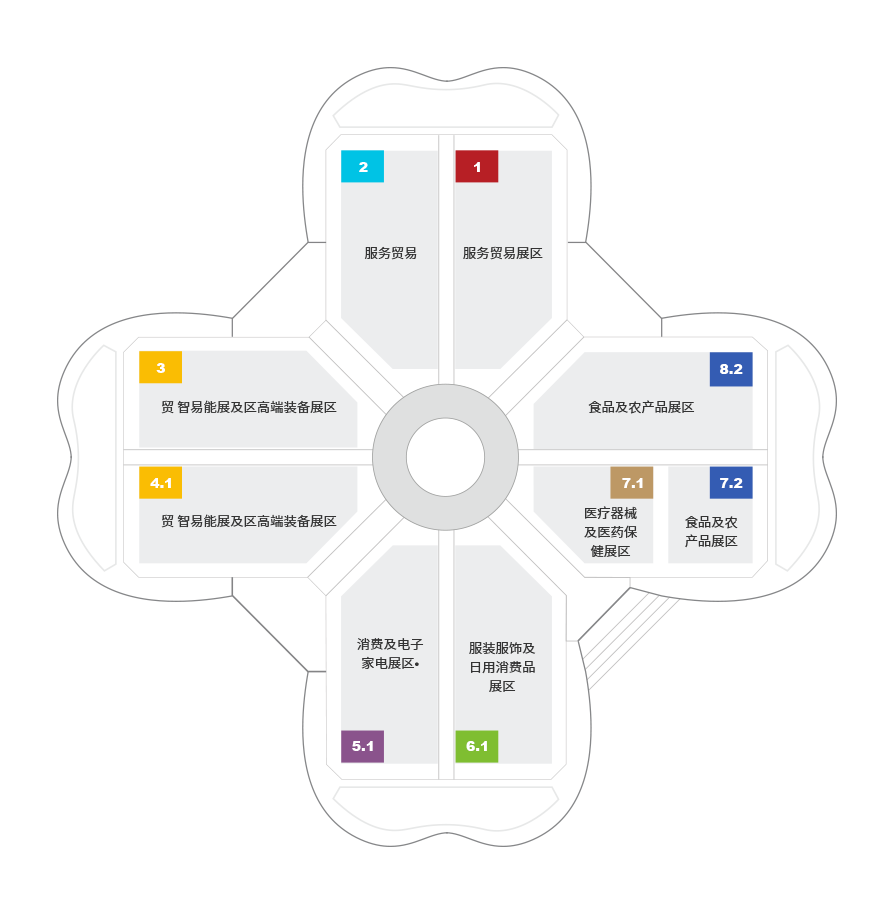 2
1
服务贸易
服务贸易展区
3
贸 智易能展及区高端装备展区
8.2
食品及农产品展区
4.1
贸 智易能展及区高端装备展区
7.1
医疗器械
及医药保
健展区
7.2
食品及农
产品展区
消费及电子
家电展区•
5.1
服装服饰及
日用消费品
展区
6.1